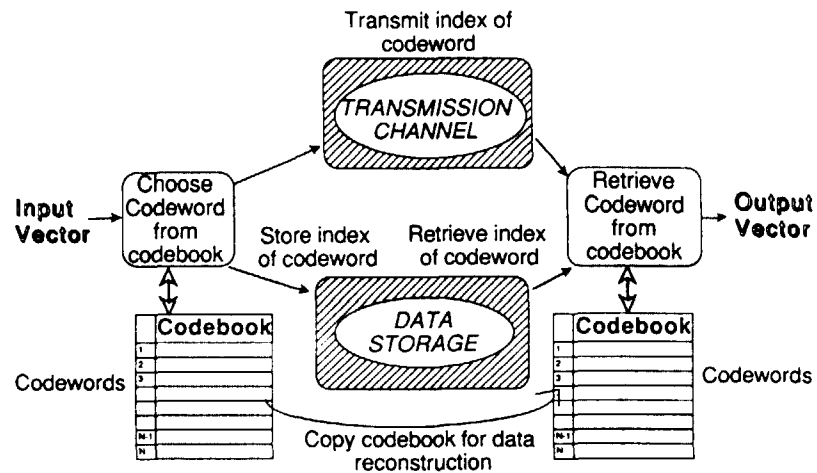 Transmit index of
codeword
TRANSMISSION
CHANNEL
Choose
Codeword
from
codebook
Retrieve
Codeword
from
codebook
Input
Vector
Output
Vector
Store index
of codeword
Retrieve index
of codeword
DATA
STORAGE
Codebook
1
2
3
N-1
N
Codewords
Codebook
1
2
3
N-1
N
Codewords
Copy codebook for data
reconstruction